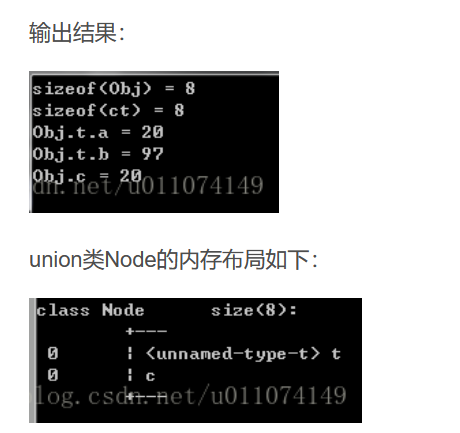 输出结果：
sizeof(Obj) = 8
sizeof(ct) = 8
Obj.t.a = 20
Obj.t.b = 97
Obj.c = 20
dn.net/u011074149
union类Node的内存布局如下：
class Node size(8):
+---
0 | <unnamed-type-t> t
0 | c
+---
log.csdn.net/u011074149